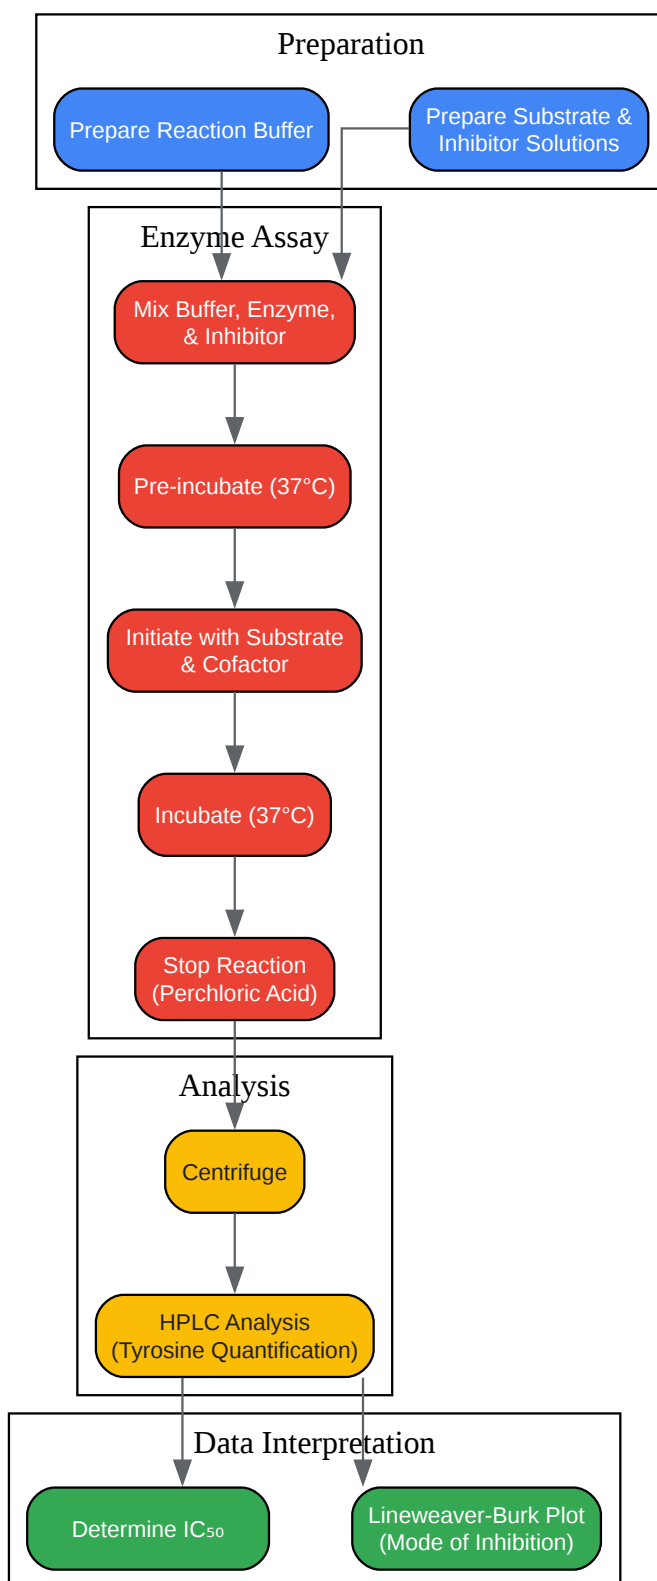 Preparation
Prepare Reaction Buffer
Prepare Substrate &
Inhibitor Solutions
Enzyme Assay
Mix Buffer, Enzyme,
& Inhibitor
Pre-incubate (37°C)
Initiate with Substrate
& Cofactor
Incubate (37°C)
Stop Reaction
(Perchloric Acid)
Analysis
Centrifuge
HPLC Analysis
(Tyrosine Quantification)
Data Interpretation
Determine IC₅₀
Lineweaver-Burk Plot
(Mode of Inhibition)